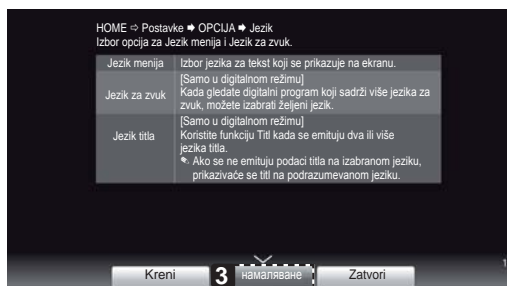 HOME ⇨ Postavke ➡ OPCIJA ➡ Jezik
Izbor opcija za Jezik menija i Jezik za zvuk.
Jezik menija
Izbor jezika za tekst koji se prikazuje na ekranu.
Jezik za zvuk
[Samo u digitalnom režimu]
Kada gledate digitalni program koji sadrži više jezika za
zvuk, možete izabrati željeni jezik.
Jezik titla
[Samo u digitalnom režimu]
Koristite funkciju Titl kada se emituju dva ili više
jezika titla.
Ako se ne emituju podaci titla na izabranom jeziku,
prikazivaće se titl na podrazumevanom jeziku.
Kreni
3
намаляване
Zatvori
1